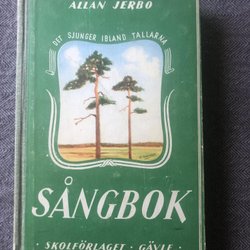 ALLAN JERBO
DET SJUNGER IBLAND TALLARNA
SÅNGBOK
· SKOLFÖRLAGET · GÄVLE ·